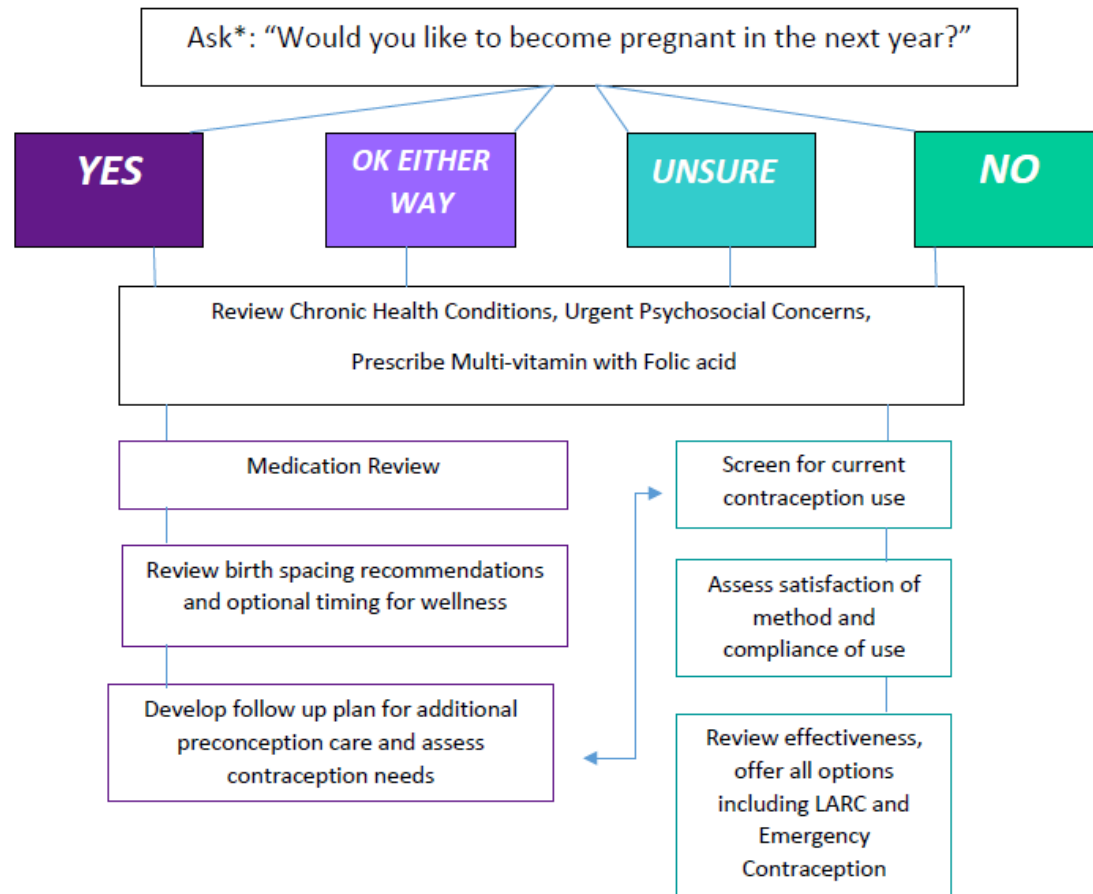 Ask*: “Would you like to become pregnant in the next year?”
YES
OK EITHER
WAY
UNSURE
NO
Review Chronic Health Conditions, Urgent Psychosocial Concerns,
Prescribe Multi-vitamin with Folic acid
Medication Review
Review birth spacing recommendations
and optional timing for wellness
Develop follow up plan for additional
preconception care and assess
contraception needs
Screen for current
contraception use
Assess satisfaction of
method and
compliance of use
Review effectiveness,
offer all options
including LARC and
Emergency
Contraception